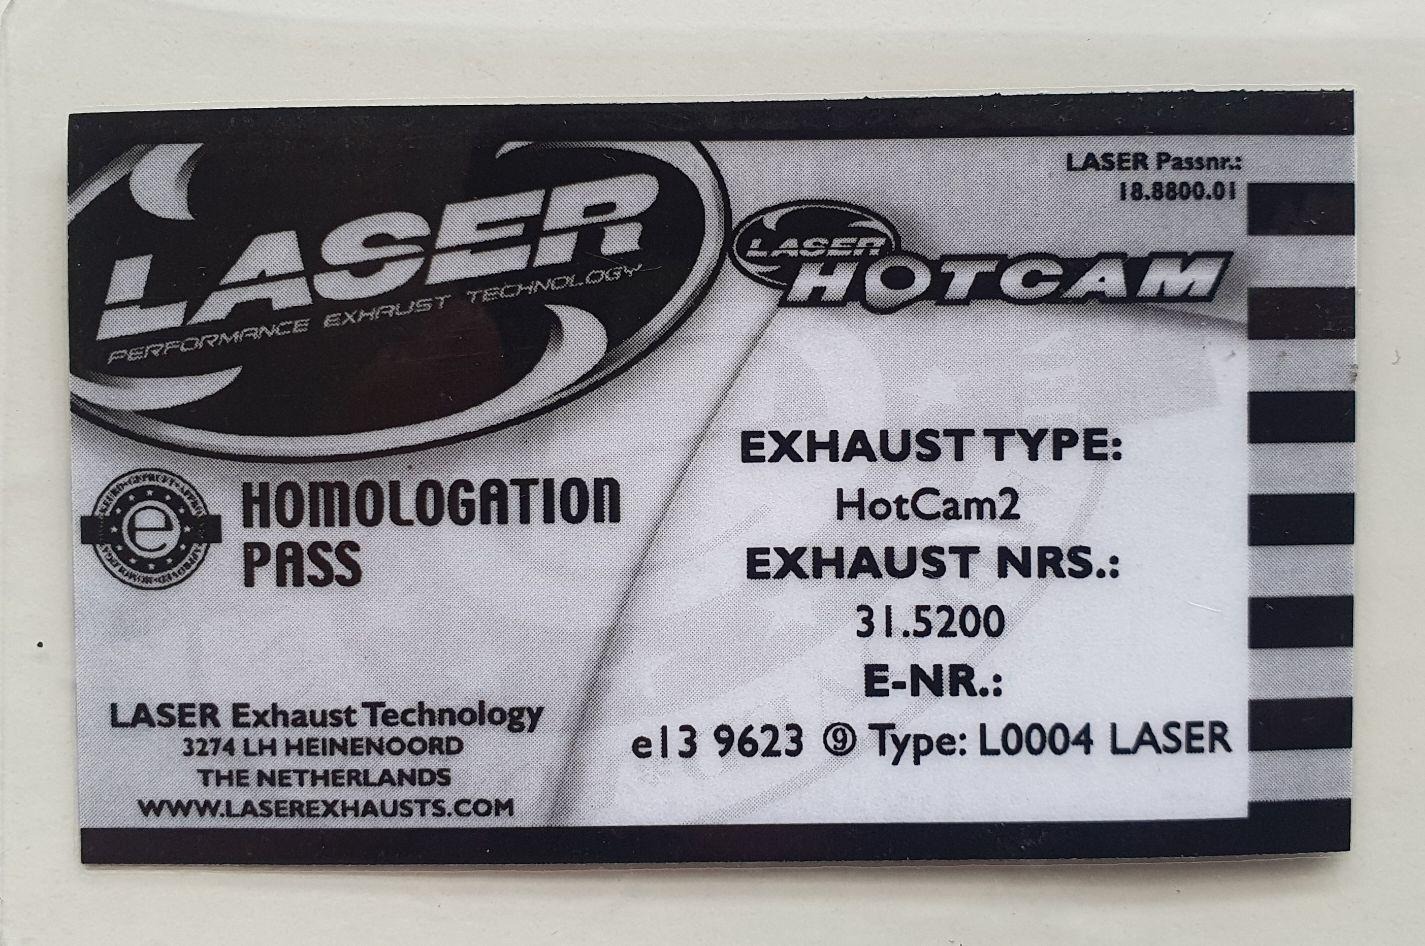 LASER
PERFORMANCE EXHAUST TECHNOLOGY
LASER Passnr.:
18.8800.01
LASER
HOTCAM
EXHAUST TYPE:
HotCam2
EXHAUST NRS.:
31.5200
E-NR.:
e13 9623 ⑨ Type: L0004 LASER
e
HOMOLOGATION
PASS
LASER Exhaust Technology
3274 LH HEINENOORD
THE NETHERLANDS
WWW.LASEREXHAUSTS.COM